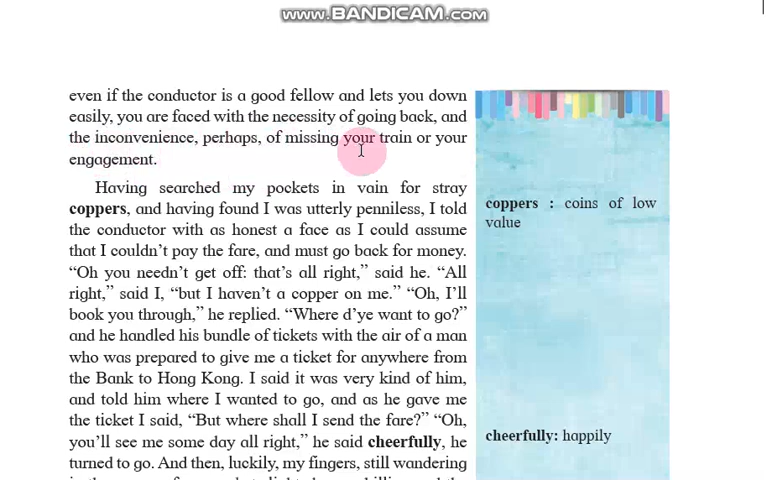 www.BANDICAM.com
even if the conductor is a good fellow and lets you down
easily, you are faced with the necessity of going back, and
the inconvenience, perhaps, of missing your train or your
engagement.
Having searched my pockets in vain for stray
coppers, and having found I was utterly penniless, I told
the conductor with as honest a face as I could assume
that I couldn't pay the fare, and must go back for money.
“Oh you needn't get off: that's all right,” said he. “All
right,” said I, “but I haven't a copper on me.” “Oh, I'll
book you through,” he replied. “Where d'ye want to go?”
and he handled his bundle of tickets with the air of a man
who was prepared to give me a ticket for anywhere from
the Bank to Hong Kong. I said it was very kind of him,
and told him where I wanted to go, and as he gave me
the ticket I said, “But where shall I send the fare?” “Oh,
you'll see me some day all right,” he said cheerfully, he
turned to go. And then, luckily, my fingers, still wandering
coppers : coins of low
value
cheerfully: happily